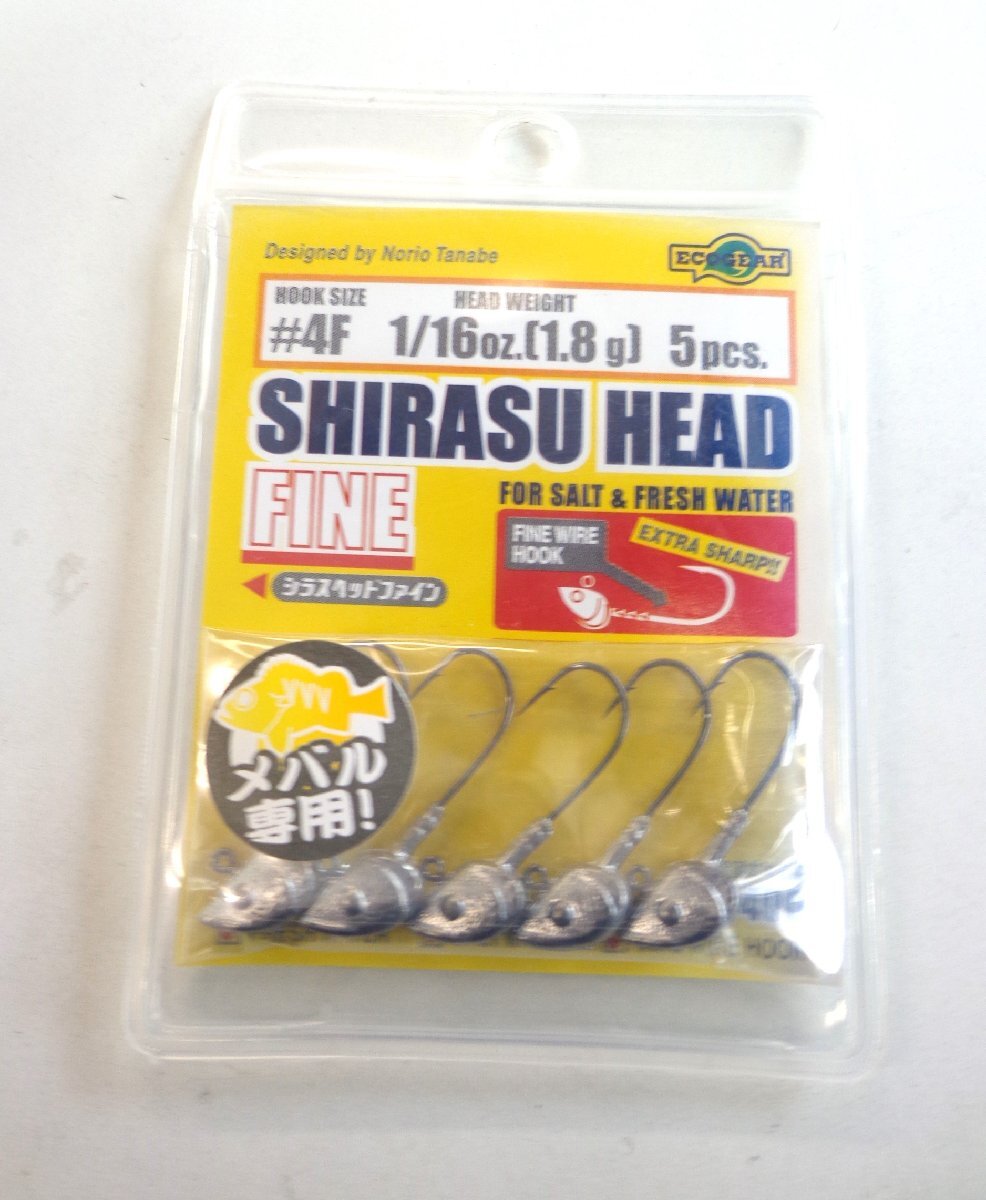 Designed by Norio Tanabe
ECOGEAR
HOOK SIZE HEAD WEIGHT
#4F 1/16oz.(1.8 g) 5pcs.
SHIRASU HEAD
FINE
FOR SALT & FRESH WATER
FINE WIRE
HOOK
EXTRA SHARP!!
シラスヘッドファイン
メバル
専用!
HOOK